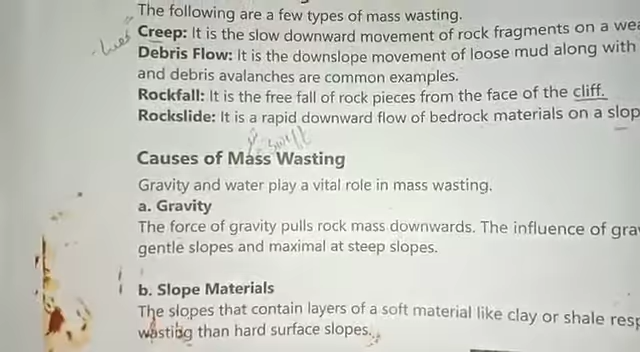 The following are a few types of mass wasting.
Creep: It is the slow downward movement of rock fragments on a
Debris Flow: It is the downslope movement of loose mud along with
and debris avalanches are common examples.
Rockfall: It is the free fall of rock pieces from the face of the cliff.
Rockslide: It is a rapid downward flow of bedrock materials on a
swift
Causes of Mass Wasting
Gravity and water play a vital role in mass wasting.
a. Gravity
The force of gravity pulls rock mass downwards. The influence of
gentle slopes and maximal at steep slopes.
b. Slope Materials
The slopes that contain layers of a soft material like clay or shale
wasting than hard surface slopes.